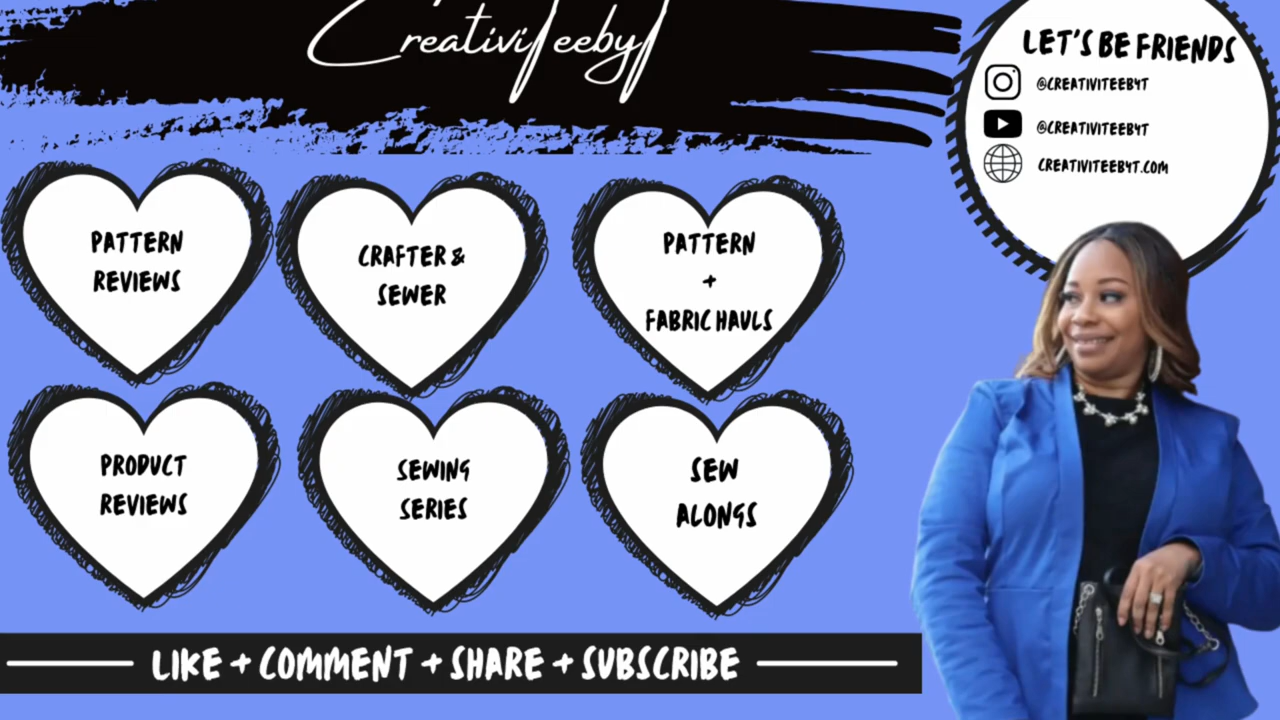 CreativiTeebyT
LET'S BE FRIENDS
@CREATIVITEEBYT
@CREATIVITEEBYT
CREATIVITEEBYT.COM
PATTERN
REVIEWS
CRAFTER &
SEWER
PATTERN
+
FABRIC HAULS
PRODUCT
REVIEWS
SEWING
SERIES
SEW
ALONGS
LIKE + COMMENT + SHARE + SUBSCRIBE